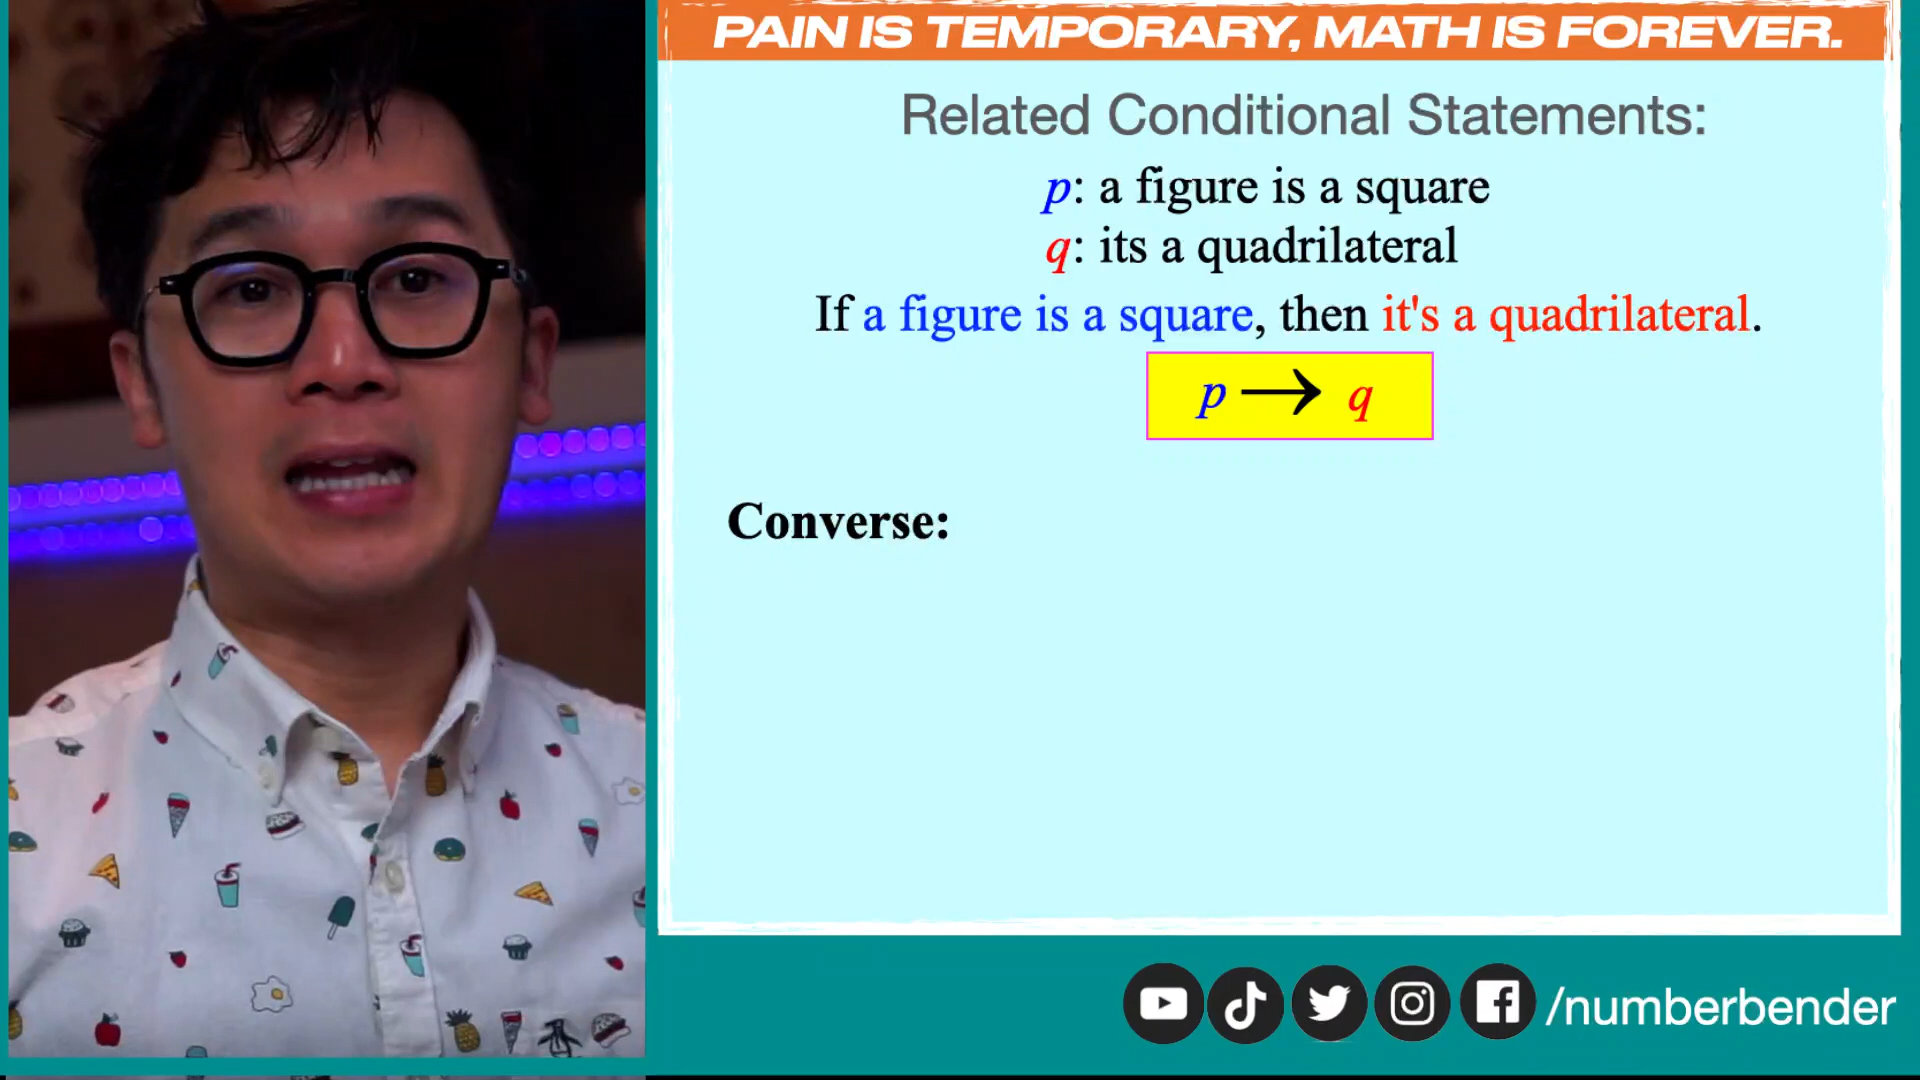 PAIN IS TEMPORARY, MATH IS FOREVER.
Related Conditional Statements:
p: a figure is a square
q: its a quadrilateral
If a figure is a square, then it's a quadrilateral.
p → q
Converse:
/numberbender